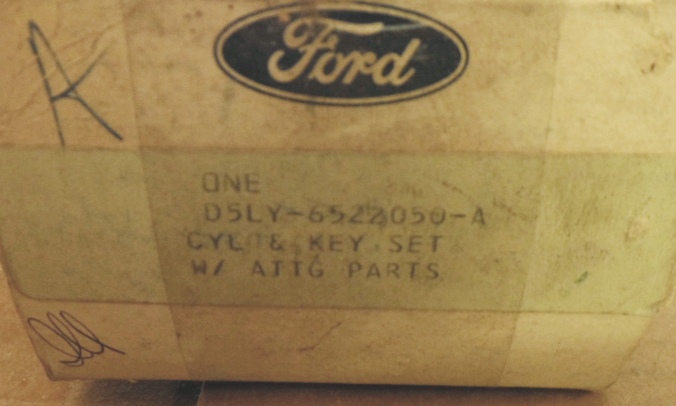 Ford
ONE
D5LY-6522050-A
CYL & KEY SET
W/ ATTG PARTS